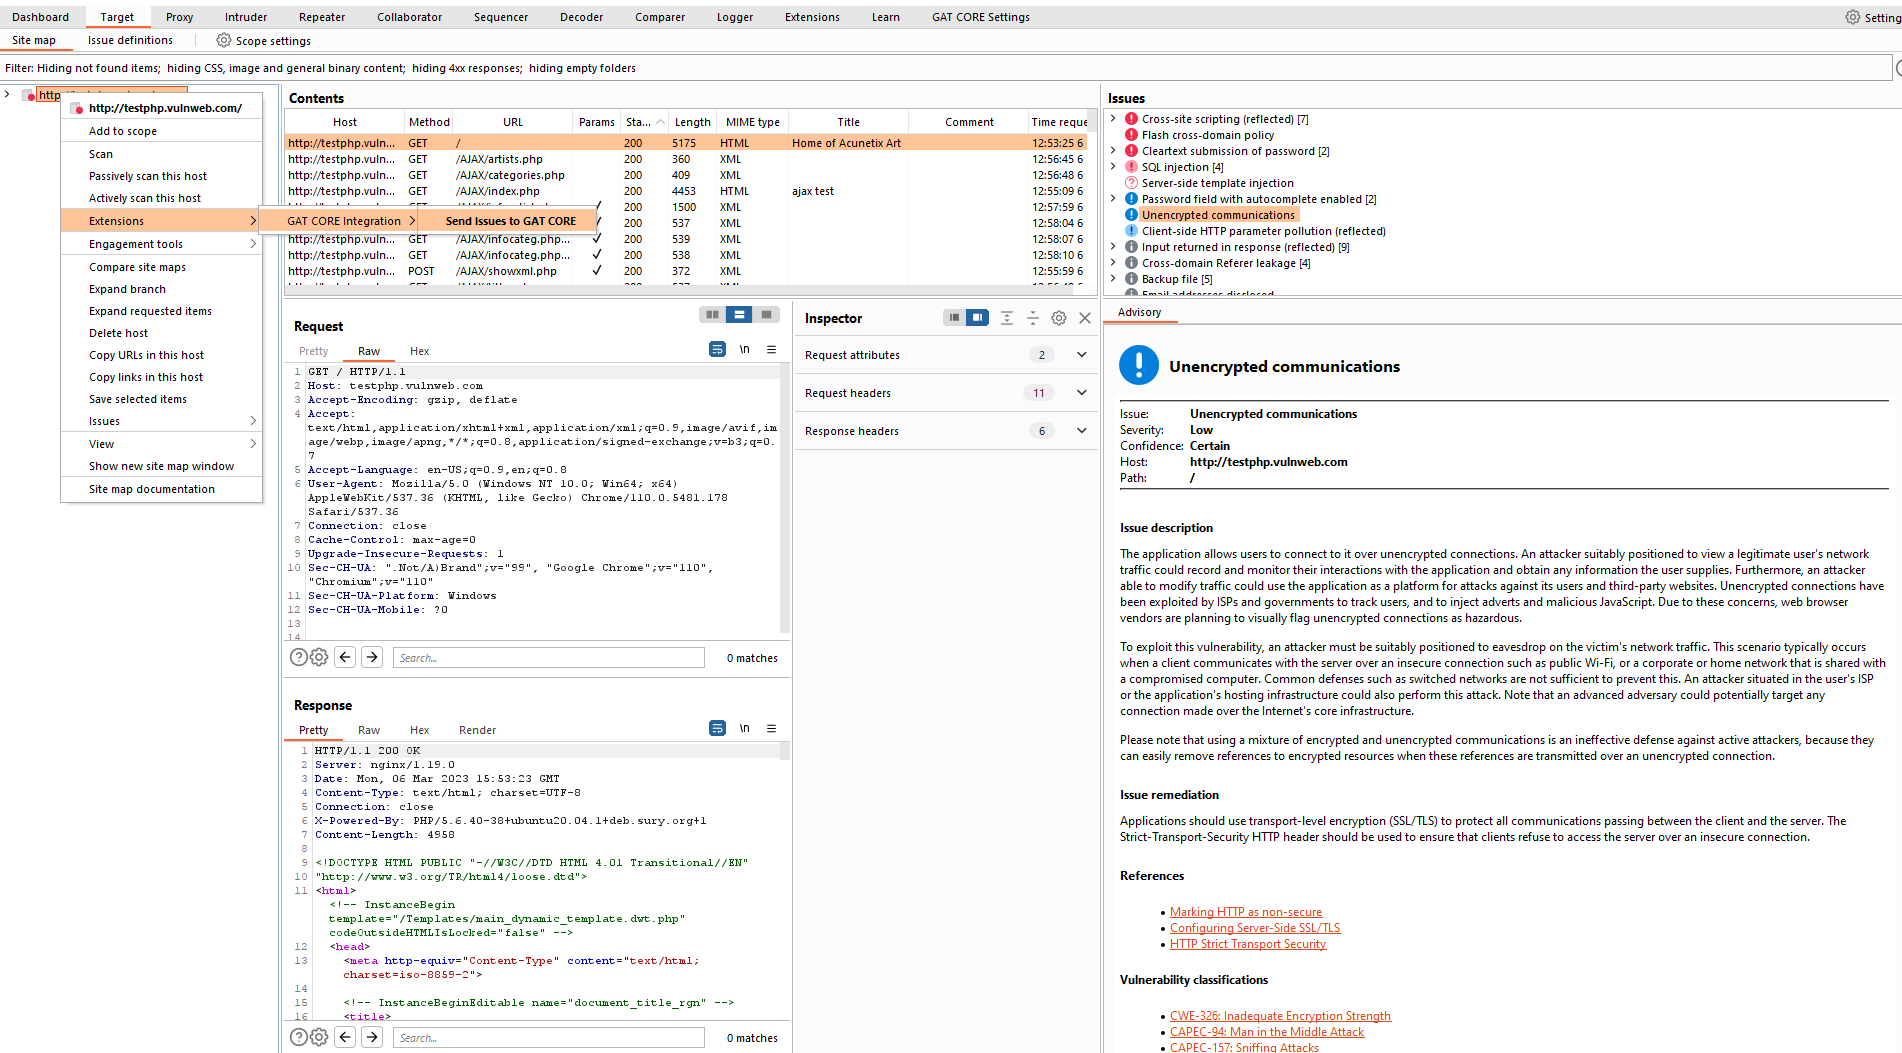 Dashboard Target Proxy Intruder Repeater Collaborator Sequencer Decoder Comparer Logger Extensions Learn GAT CORE Settings Setting
Site map Issue definitions Scope settings
Filter: Hiding not found items; hiding CSS, image and general binary content; hiding 4xx responses; hiding empty folders
http://testphp.vulnweb.com/
Add to scope
Scan
Passively scan this host
Actively scan this host
Extensions
Engagement tools
Compare site maps
Expand branch
Expand requested items
Delete host
Copy URLs in this host
Copy links in this host
Save selected items
Issues
View
Show new site map window
Site map documentation
GAT CORE Integration
Send Issues to GAT CORE
Contents
Host Method URL Params Sta... Length MIME type Title Comment Time reque
http://testphp.vuln... GET / 200 5175 HTML Home of Acunetix Art 12:53:25 6
http://testphp.vuln... GET /AJAX/artists.php 200 360 XML 12:56:45 6
http://testphp.vuln... GET /AJAX/categories.php 200 409 XML 12:56:48 6
http://testphp.vuln... GET /AJAX/index.php 200 4453 HTML ajax test 12:55:09 6
200 1500 XML 12:57:59 6
200 537 XML 12:58:04 6
http://testphp.vuln... GET /AJAX/infocateg.php... ✓ 200 539 XML 12:58:07 6
http://testphp.vuln... GET /AJAX/infocateg.php... ✓ 200 538 XML 12:58:10 6
http://testphp.vuln... POST /AJAX/showxml.php ✓ 200 372 XML 12:55:59 6
Request
Pretty Raw Hex \n
1 GET / HTTP/1.1
2 Host: testphp.vulnweb.com
3 Accept-Encoding: gzip, deflate
4 Accept:
text/html,application/xhtml+xml,application/xml;q=0.9,image/avif,im
age/webp,image/apng,*/*;q=0.8,application/signed-exchange;v=b3;q=0.
7
5 Accept-Language: en-US;q=0.9,en;q=0.8
6 User-Agent: Mozilla/5.0 (Windows NT 10.0; Win64; x64)
AppleWebKit/537.36 (KHTML, like Gecko) Chrome/110.0.5481.178
Safari/537.36
7 Connection: close
8 Cache-Control: max-age=0
9 Upgrade-Insecure-Requests: 1
10 Sec-CH-UA: ".Not/A)Brand";v="99", "Google Chrome";v="110",
"Chromium";v="110"
11 Sec-CH-UA-Platform: Windows
12 Sec-CH-UA-Mobile: ?0
13
14
Search... 0 matches
Response
Pretty Raw Hex Render \n
1 HTTP/1.1 200 OK
2 Server: nginx/1.19.0
3 Date: Mon, 06 Mar 2023 15:53:23 GMT
4 Content-Type: text/html; charset=UTF-8
5 Connection: close
6 X-Powered-By: PHP/5.6.40-38+ubuntu20.04.1+deb.sury.org+1
7 Content-Length: 4958
8
9 <!DOCTYPE HTML PUBLIC "-//W3C//DTD HTML 4.01 Transitional//EN"
10 "http://www.w3.org/TR/html4/loose.dtd">
11 <html>
<!-- InstanceBegin
template="/Templates/main_dynamic_template.dwt.php"
codeOutsideHTMLIsLocked="false" -->
12 <head>
13 <meta http-equiv="Content-Type" content="text/html;
charset=iso-8859-2">
14
15 <!-- InstanceBeginEditable name="document_title_rgn" -->
16 <title>
Search... 0 matches
Inspector
Request attributes 2
Request headers 11
Response headers 6
Issues
Cross-site scripting (reflected) [7]
Flash cross-domain policy
Cleartext submission of password [2]
SQL injection [4]
Server-side template injection
Password field with autocomplete enabled [2]
Unencrypted communications
Client-side HTTP parameter pollution (reflected)
Input returned in response (reflected) [9]
Cross-domain Referer leakage [4]
Backup file [5]
Email addresses disclosed
Advisory
Unencrypted communications
Issue: Unencrypted communications
Severity: Low
Confidence: Certain
Host: http://testphp.vulnweb.com
Path: /
Issue description
The application allows users to connect to it over unencrypted connections. An attacker suitably positioned to view a legitimate user's network
traffic could record and monitor their interactions with the application and obtain any information the user supplies. Furthermore, an attacker
able to modify traffic could use the application as a platform for attacks against its users and third-party websites. Unencrypted connections have
been exploited by ISPs and governments to track users, and to inject adverts and malicious JavaScript. Due to these concerns, web browser
vendors are planning to visually flag unencrypted connections as hazardous.
To exploit this vulnerability, an attacker must be suitably positioned to eavesdrop on the victim's network traffic. This scenario typically occurs
when a client communicates with the server over an insecure connection such as public Wi-Fi, or a corporate or home network that is shared with
a compromised computer. Common defenses such as switched networks are not sufficient to prevent this. An attacker situated in the user's ISP
or the application's hosting infrastructure could also perform this attack. Note that an advanced adversary could potentially target any
connection made over the Internet's core infrastructure.
Please note that using a mixture of encrypted and unencrypted communications is an ineffective defense against active attackers, because they
can easily remove references to encrypted resources when these references are transmitted over an unencrypted connection.
Issue remediation
Applications should use transport-level encryption (SSL/TLS) to protect all communications passing between the client and the server. The
Strict-Transport-Security HTTP header should be used to ensure that clients refuse to access the server over an insecure connection.
References
• Marking HTTP as non-secure
• Configuring Server-Side SSL/TLS
• HTTP Strict Transport Security
Vulnerability classifications
• CWE-326: Inadequate Encryption Strength
• CAPEC-94: Man in the Middle Attack
• CAPEC-157: Sniffing Attacks